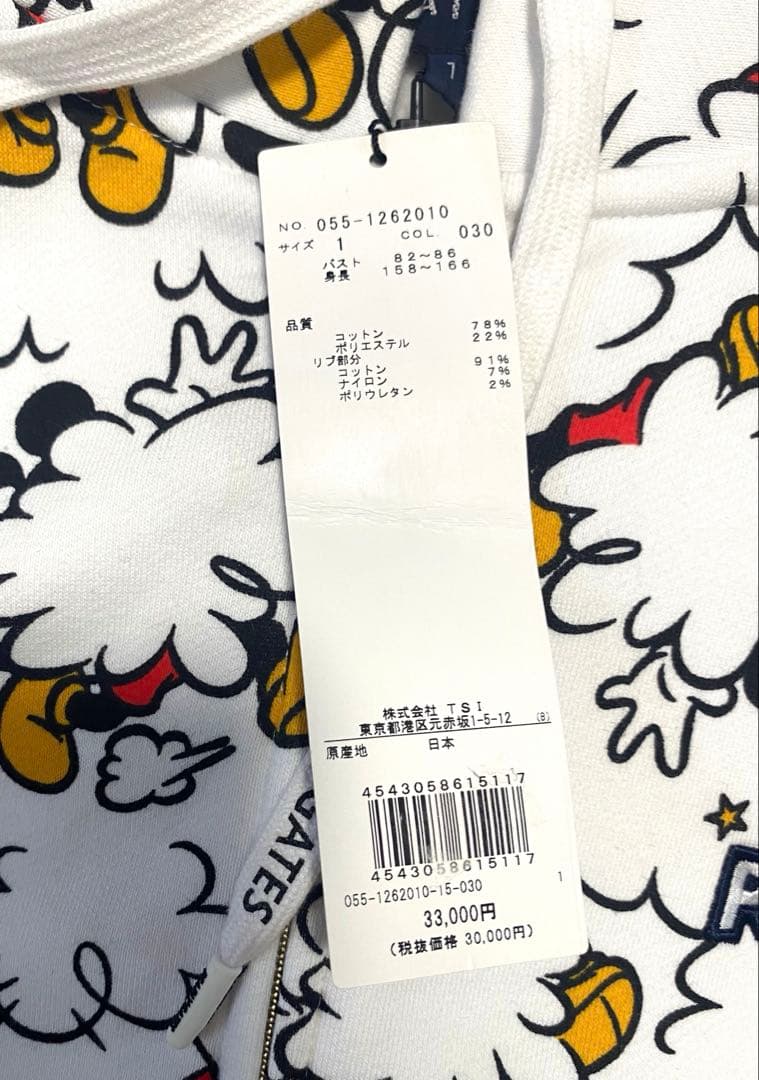 NO. 055-1262010
サイズ 1 COL. 030
バスト 82～86
身長 158～166
品質
コットン 78%
ポリエステル 22%
リブ部分
コットン 91%
ナイロン 7%
ポリウレタン 2%
株式会社 TSI
東京都港区元赤坂1-5-12 (B)
原産地 日本
4543058615117
4543058615117
055-1262010-15-030 1
33,000円
(税抜価格 30,000円)
GATES
R